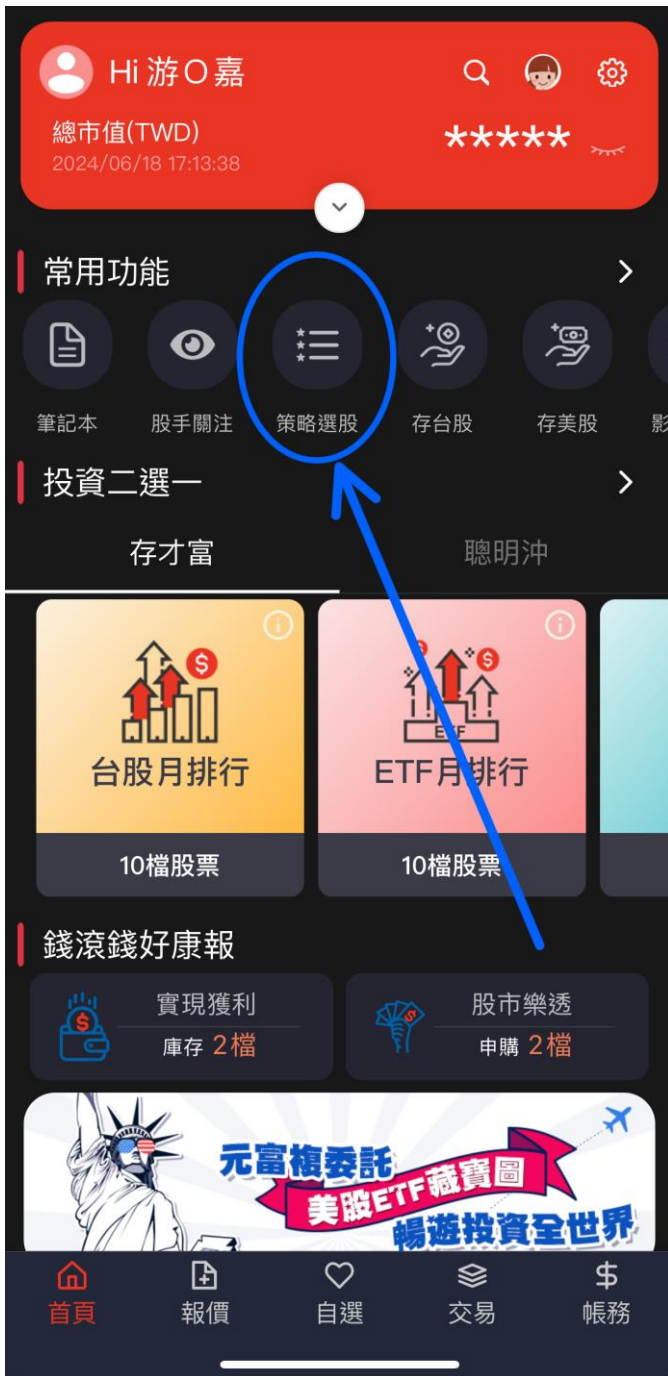 Hi 游O嘉
總市值(TWD)
*****
2024/06/18 17:13:38
常用功能
筆記本
股手關注
策略選股
存台股
存美股
影
投資二選一
存才富
聰明沖
台股月排行
10檔股票
ETF
ETF月排行
10檔股票
錢滾錢好康報
實現獲利
庫存 2檔
股市樂透
申購 2檔
元富複委託
美股ETF藏寶圖
暢遊投資全世界
首頁
報價
自選
交易
帳務